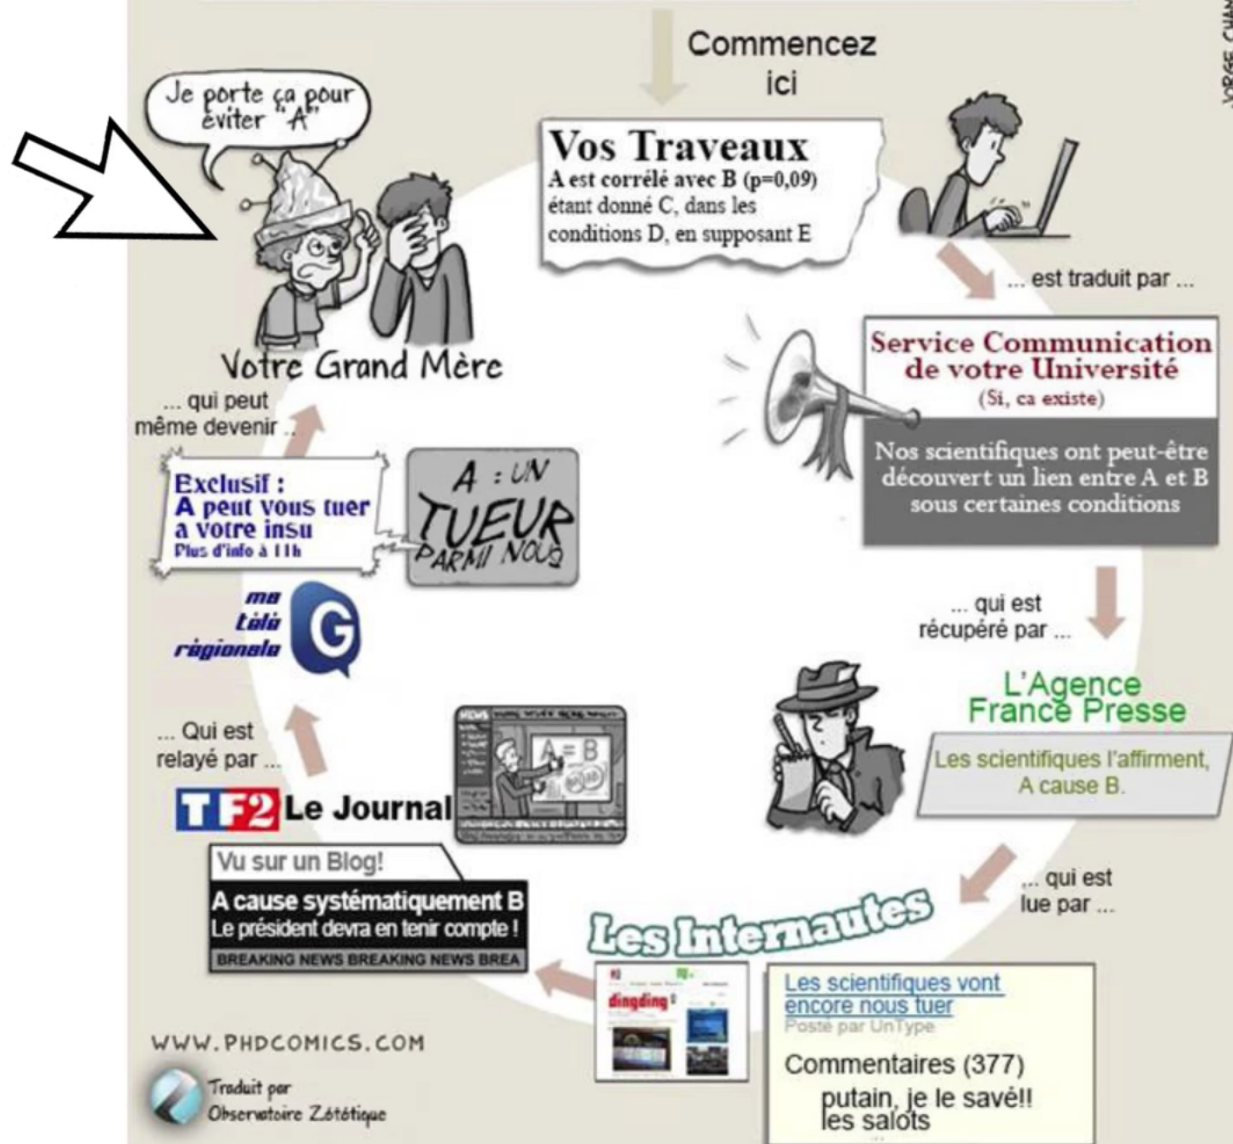 JORGE CHAM
Commencez
ici
Je porte ça pour
éviter "A"
Vos Traveaux
A est corrélé avec B (p=0,09)
étant donné C, dans les
conditions D, en supposant E
... est traduit par ...
Service Communication
de votre Université
(Si, ca existe)
Nos scientifiques ont peut-être
découvert un lien entre A et B
sous certaines conditions
... qui est
récupéré par ...
L'Agence
France Presse
Les scientifiques l'affirment,
A cause B.
... qui est
lue par ...
Les Internautes
dingding
Les scientifiques vont
encore nous tuer
Posté par UnType
Commentaires (377)
putain, je le savé!!
les salots
...
TF2 Le Journal
NEWS
A = B
Vu sur un Blog!
A cause systématiquement B
Le président devra en tenir compte !
BREAKING NEWS BREAKING NEWS BREA
... Qui est
relayé par ...
ma
télé
régionale
G
Exclusif :
A peut vous tuer
a votre insu
Plus d'info à 11h
A : UN
TUEUR
PARMI NOUS
... qui peut
même devenir ..
Votre Grand Mère
WWW.PHDCOMICS.COM
Traduit par
Observatoire Zététique